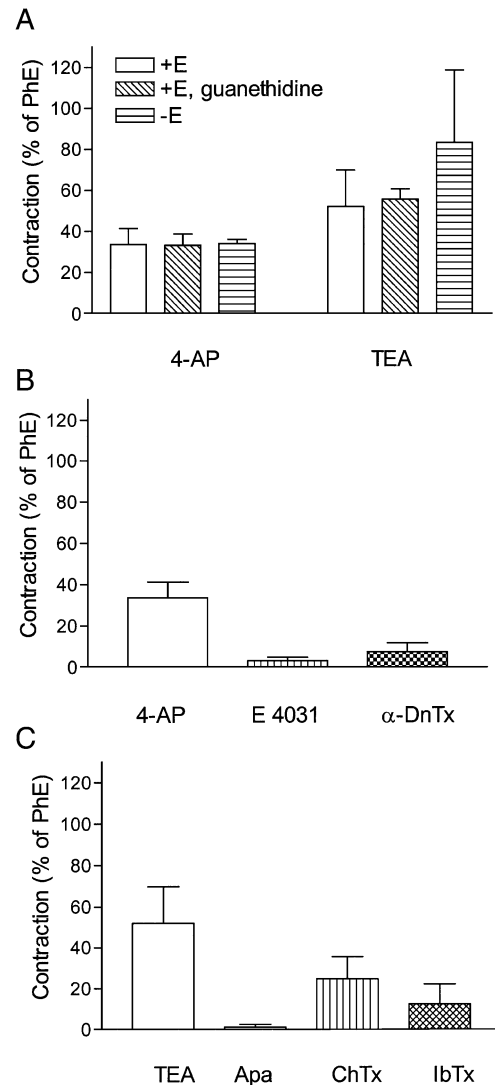 A
Contraction (% of PhE)
120
100
80
60
40
20
0
+E
+E, guanethidine
-E
4-AP TEA
B
Contraction (% of PhE)
120
100
80
60
40
20
0
4-AP E 4031 α-DnTx
C
Contraction (% of PhE)
120
100
80
60
40
20
0
TEA Apa ChTx IbTx